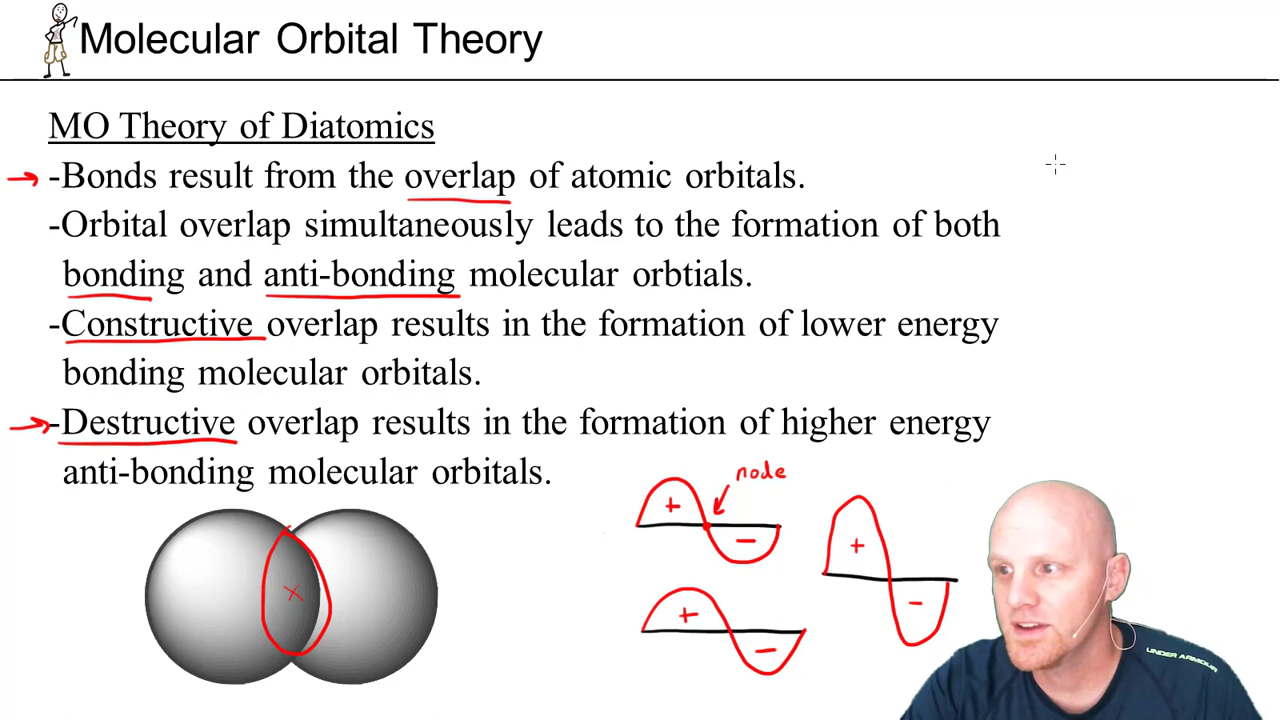 Molecular Orbital Theory
MO Theory of Diatomics
-Bonds result from the overlap of atomic orbitals.
-Orbital overlap simultaneously leads to the formation of both
bonding and anti-bonding molecular orbtials.
-Constructive overlap results in the formation of lower energy
bonding molecular orbitals.
-Destructive overlap results in the formation of higher energy
anti-bonding molecular orbitals.
node
+
-
+
-
+
-
UNDER ARMOUR